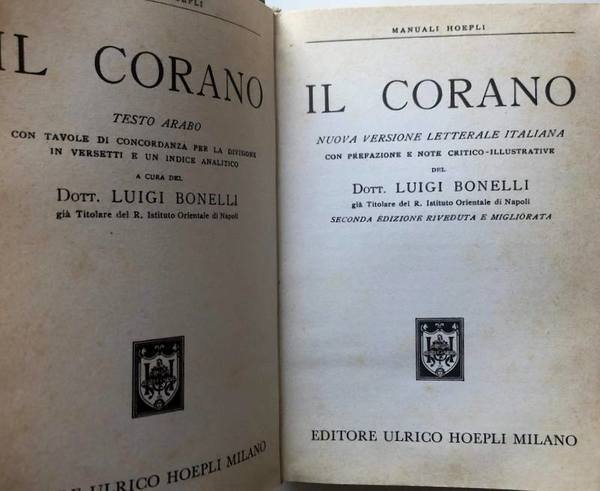 HOEPLI
IL CORANO
TESTO ARABO
CON TAVOLE DI CONCORDANZA PER LA DIVISIONE
IN VERSETTI E UN INDICE ANALITICO
A CURA DEL
DOTT. LUIGI BONELLI
già Titolare del R. Istituto Orientale di Napoli
ULRICO HOEPLI MILANO
MANUALI HOEPLI
IL CORANO
NUOVA VERSIONE LETTERALE ITALIANA
CON PREFAZIONE E NOTE CRITICO-ILLUSTRATIVE
DEL
DOTT. LUIGI BONELLI
già Titolare del R. Istituto Orientale di Napoli
SECONDA EDIZIONE RIVEDUTA E MIGLIORATA
EDITORE ULRICO HOEPLI MILANO